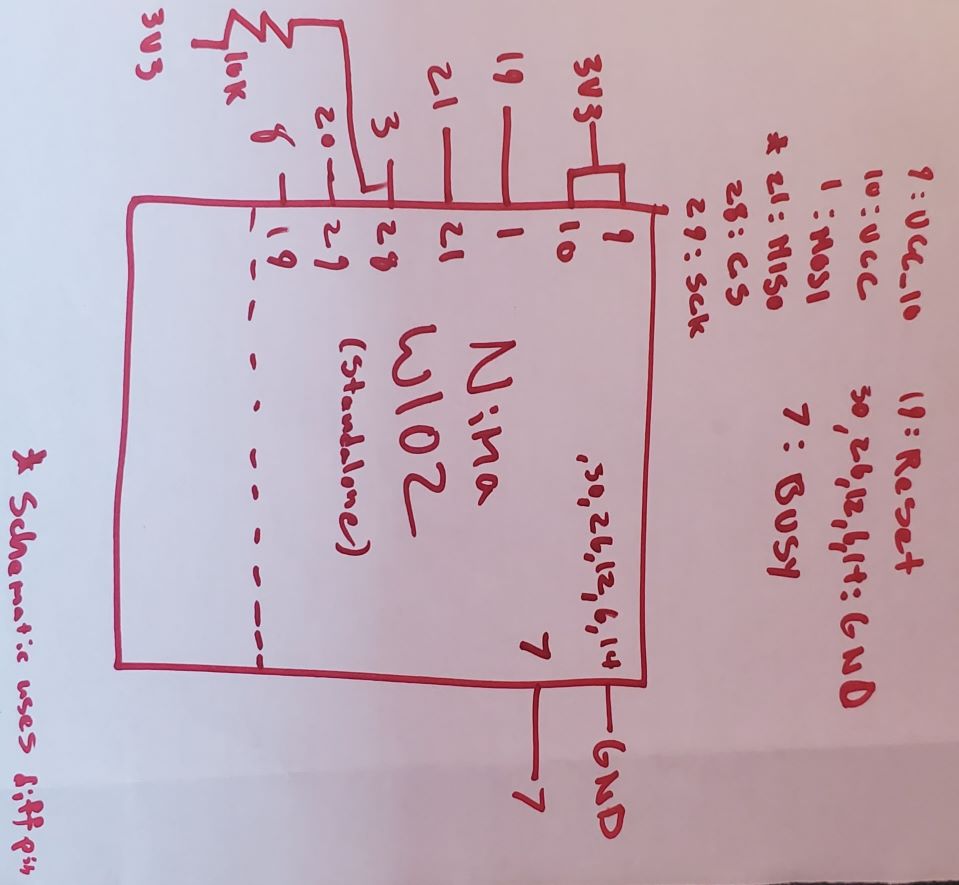 9:VCC_IO
10:VCC
1:MOSI
* 21:MISO
28:CS
29:SCK
19:Reset
30,26,12,6,14:GND
7:BUSY
3V3
9
10
,30,26,12,6,14
GND
7
7
19
1
21
21
3
28
20
29
8
19
Nina
W102
(Standalone)
10K
3V3
* Schematic uses diff pin